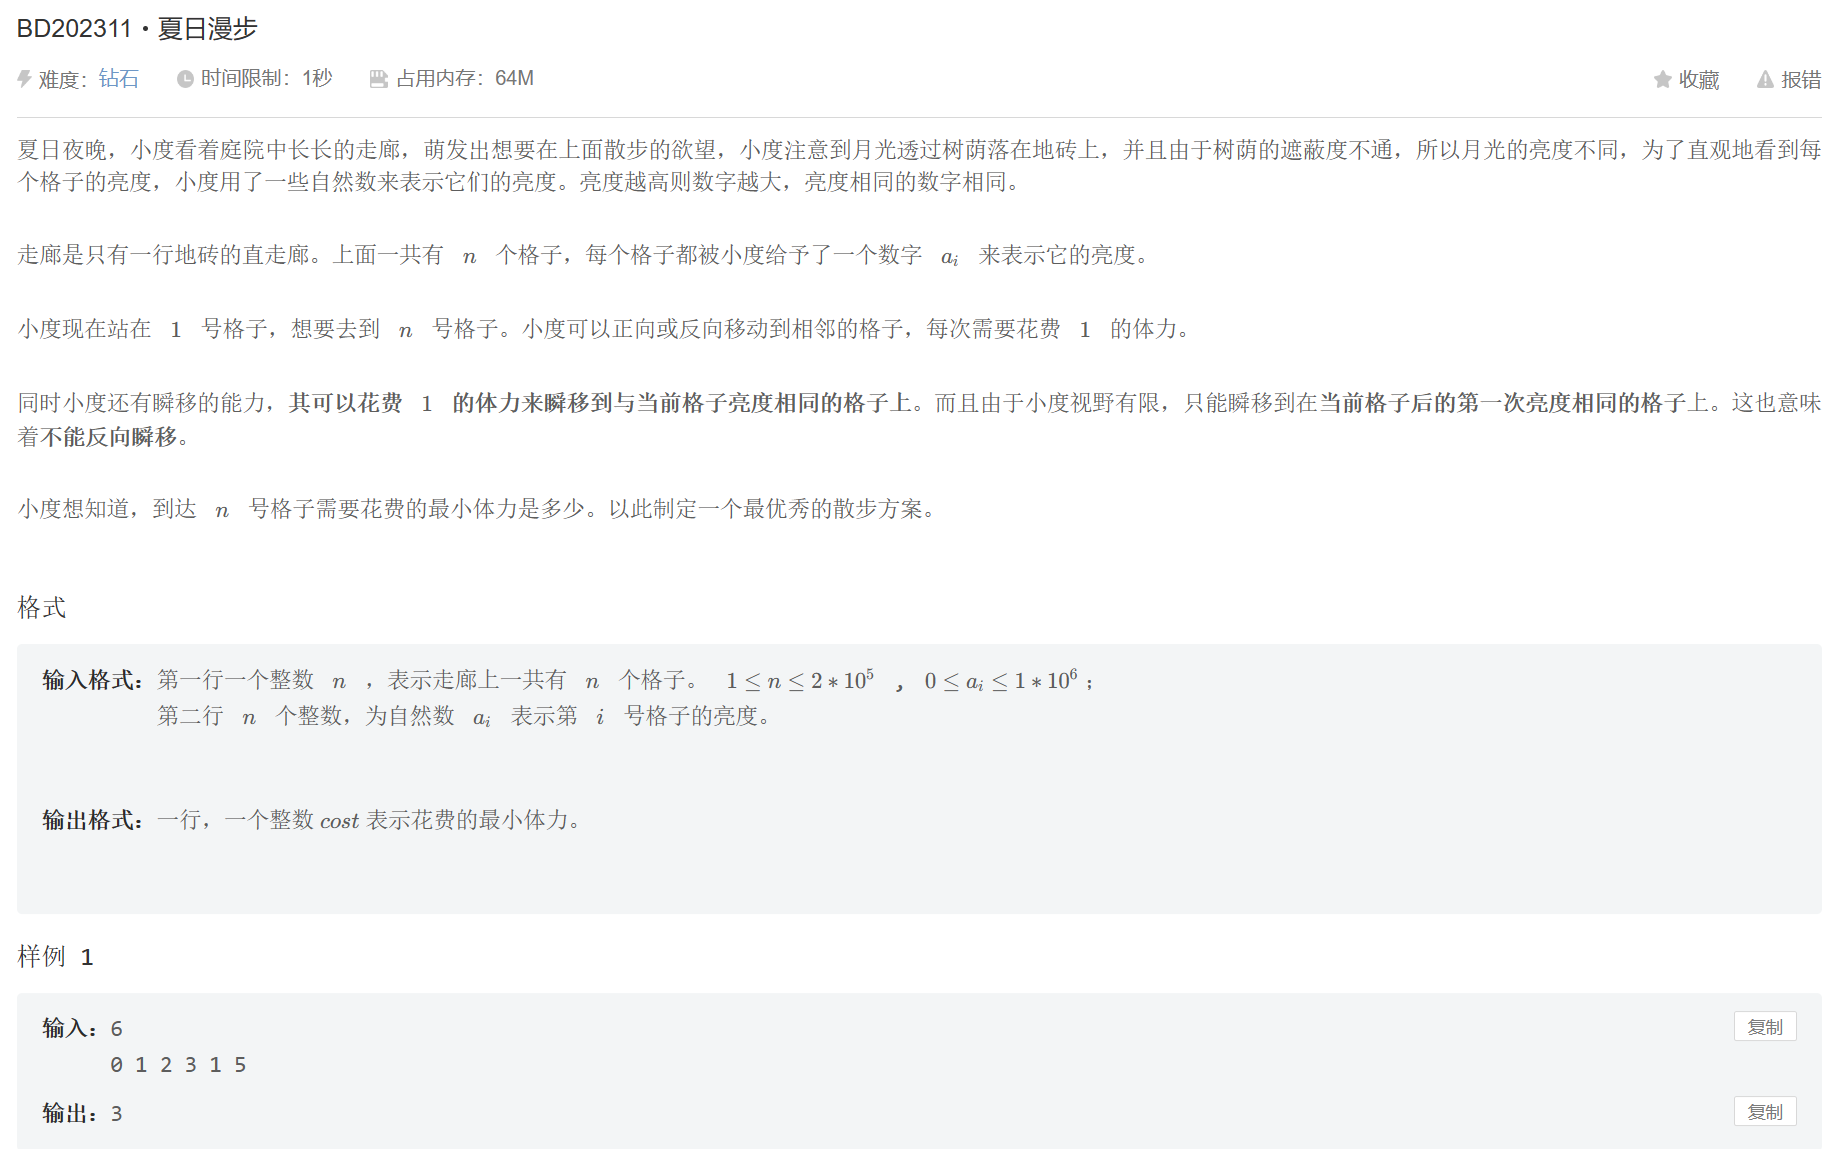 BD202311・夏日漫步
难度：钻石 时间限制：1秒 占用内存：64M 收藏 报错
夏日夜晚，小度看着庭院中长长的走廊，萌发出想要在上面散步的欲望，小度注意到月光透过树荫落在地砖上，并且由于树荫的遮蔽度不通，所以月光的亮度不同，为了直观地看到每
个格子的亮度，小度用了一些自然数来表示它们的亮度。亮度越高则数字越大，亮度相同的数字相同。
走廊是只有一行地砖的直走廊。上面一共有 n 个格子，每个格子都被小度给予了一个数字 aᵢ 来表示它的亮度。
小度现在站在 1 号格子，想要去到 n 号格子。小度可以正向或反向移动到相邻的格子，每次需要花费 1 的体力。
同时小度还有瞬移的能力，其可以花费 1 的体力来瞬移到与当前格子亮度相同的格子上。而且由于小度视野有限，只能瞬移到在当前格子后的第一次亮度相同的格子上。这也意味
着不能反向瞬移。
小度想知道，到达 n 号格子需要花费的最小体力是多少。以此制定一个最优秀的散步方案。
格式
输入格式：第一行一个整数 n ，表示走廊上一共有 n 个格子。 1 ≤ n ≤ 2 * 10⁵ ， 0 ≤ aᵢ ≤ 1 * 10⁶；
第二行 n 个整数，为自然数 aᵢ 表示第 i 号格子的亮度。
输出格式：一行，一个整数 cost 表示花费的最小体力。
样例 1
输入：6 复制
0 1 2 3 1 5
输出：3 复制